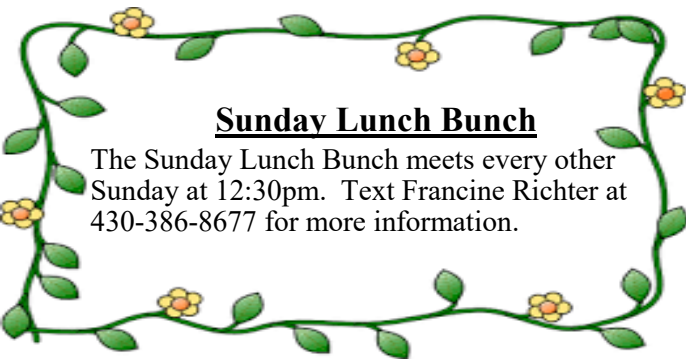 Sunday Lunch Bunch
The Sunday Lunch Bunch meets every other
Sunday at 12:30pm.  Text Francine Richter at
430-386-8677 for more information.